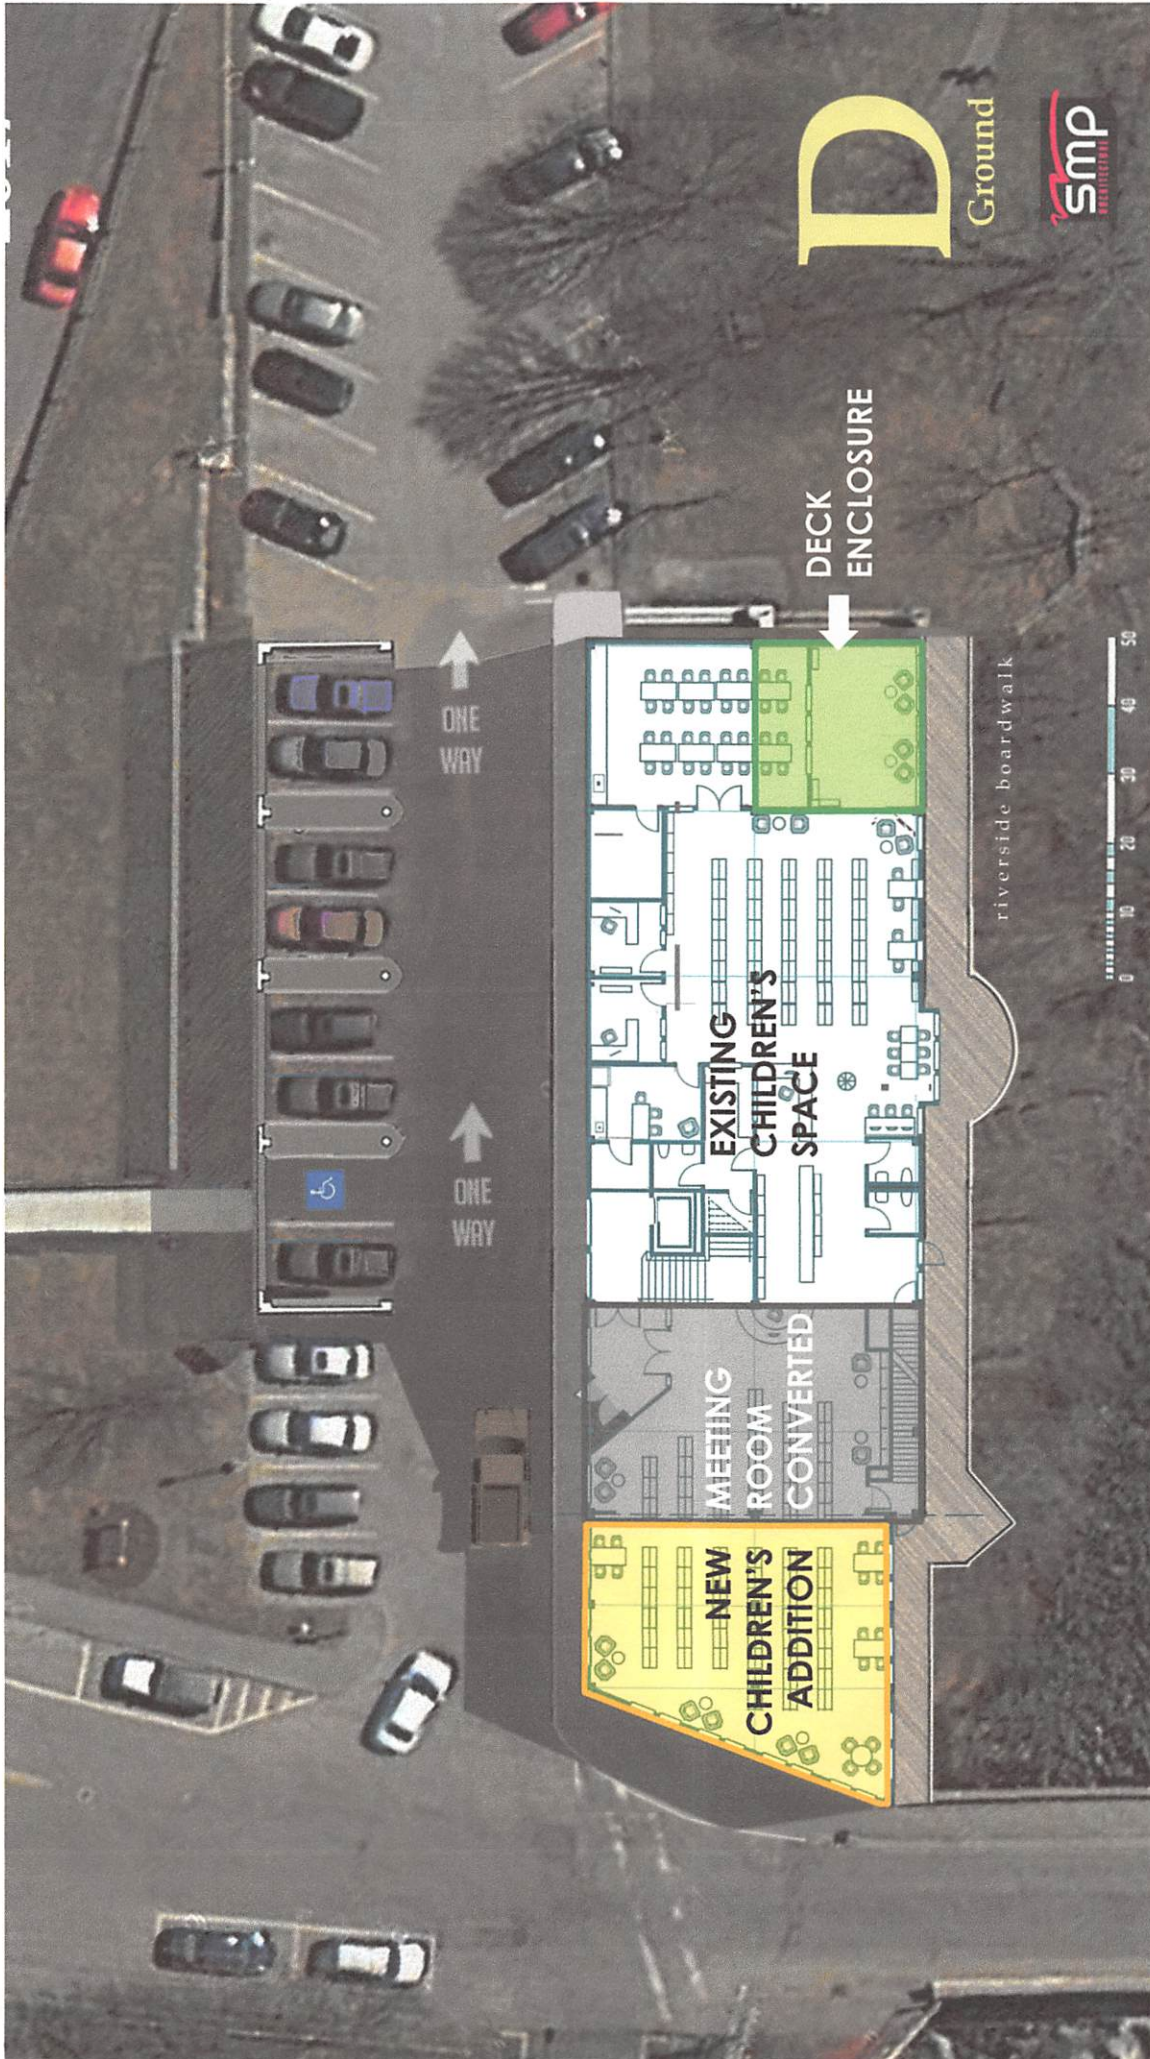 D
Ground
smp
ARCHITECTURE
DECK
ENCLOSURE
ONE
WAY
ONE
WAY
EXISTING
CHILDREN'S
SPACE
MEETING
ROOM
CONVERTED
NEW
CHILDREN'S
ADDITION
riverside boardwalk
0 10 20 30 40 50